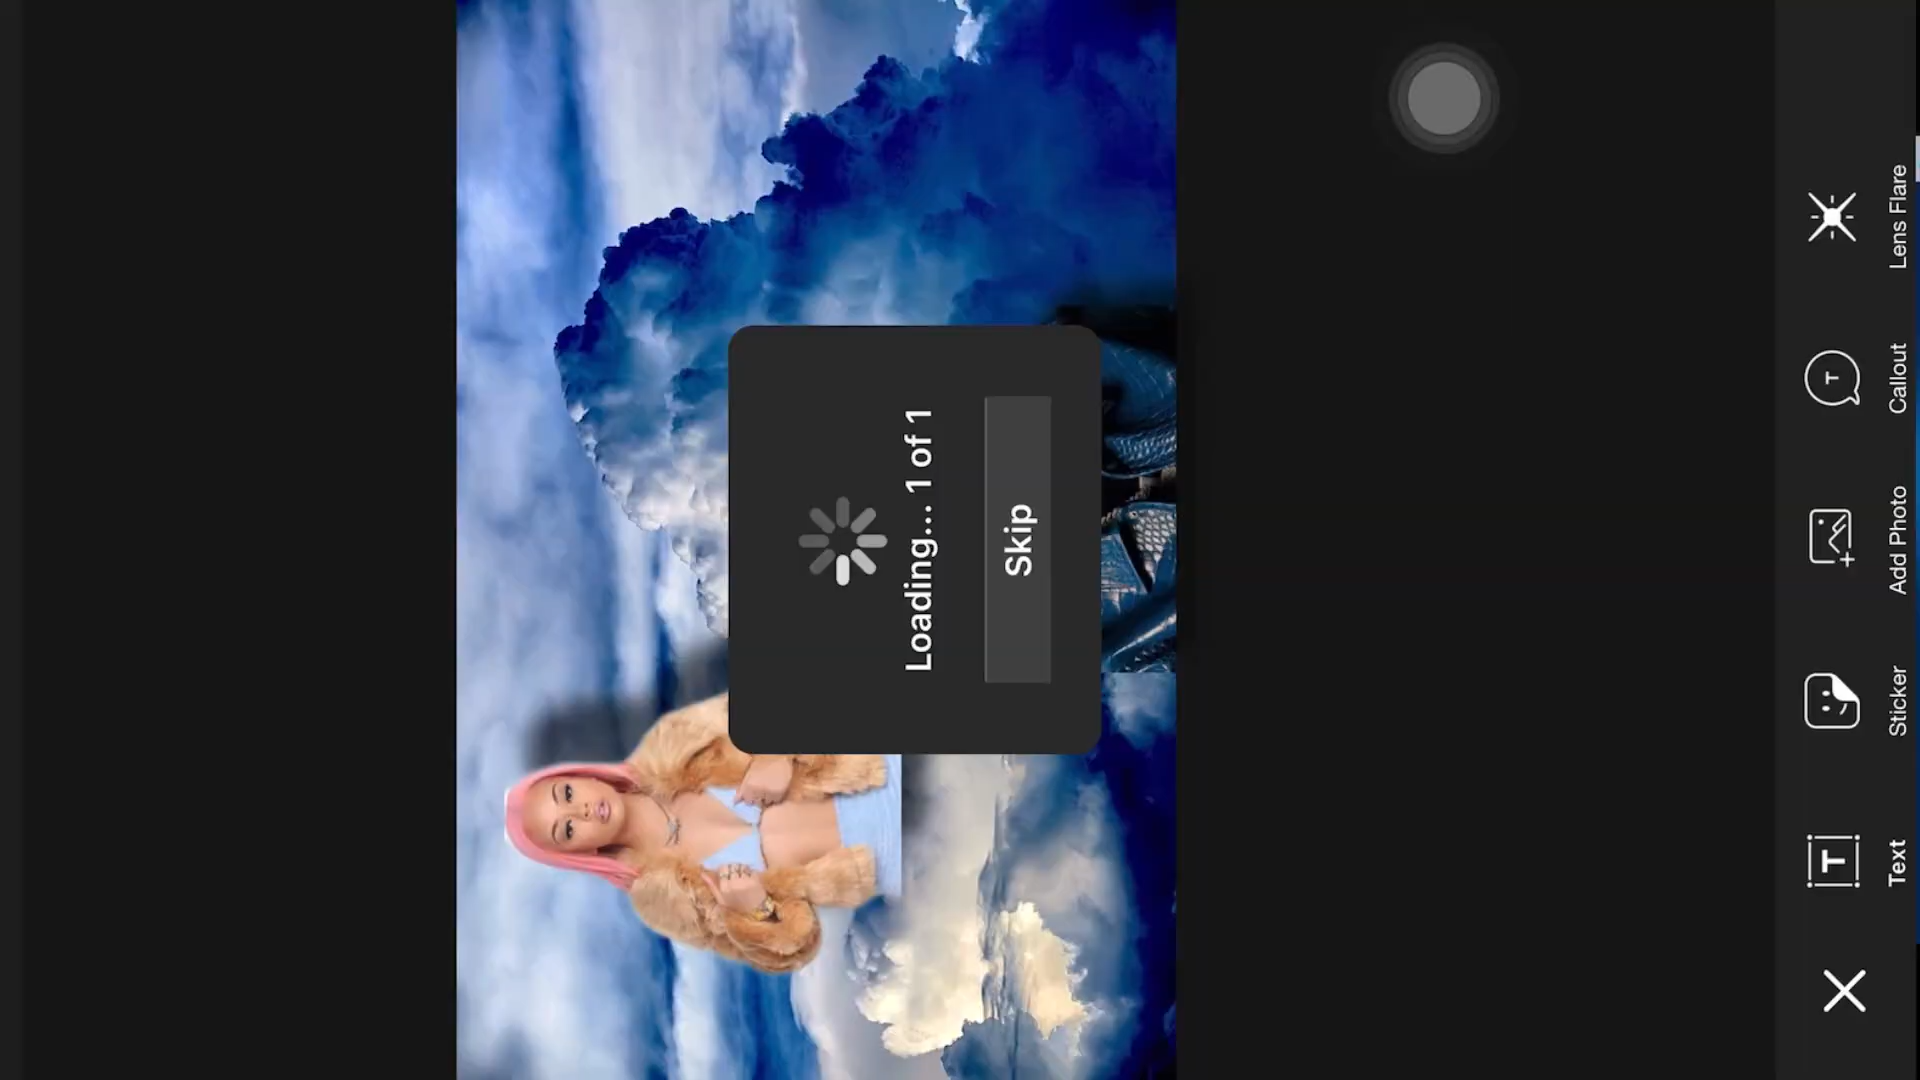 Loading... 1 of 1
Skip
Text
Sticker
Add Photo
Callout
Lens Flare